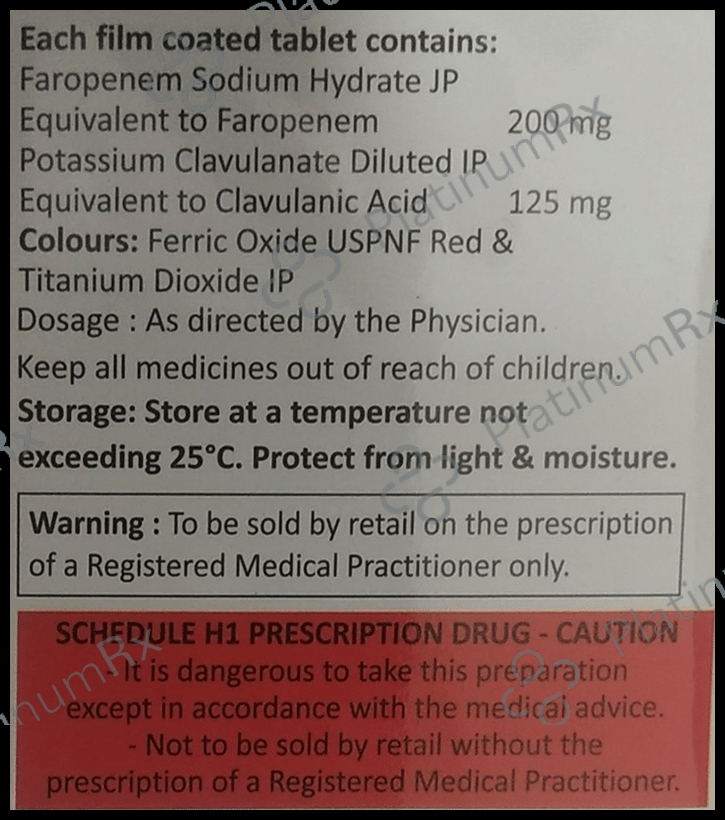 Each film coated tablet contains:
Faropenem Sodium Hydrate JP
Equivalent to Faropenem 200 mg
Potassium Clavulanate Diluted IP
Equivalent to Clavulanic Acid 125 mg
Colours: Ferric Oxide USPNF Red &
Titanium Dioxide IP
Dosage : As directed by the Physician.
Keep all medicines out of reach of children.
Storage: Store at a temperature not
exceeding 25°C. Protect from light & moisture.
Warning : To be sold by retail on the prescription
of a Registered Medical Practitioner only.
SCHEDULE H1 PRESCRIPTION DRUG - CAUTION
- It is dangerous to take this preparation
except in accordance with the medical advice.
- Not to be sold by retail without the
prescription of a Registered Medical Practitioner.
PlatinumRx
PlatinumRx
PlatinumRx